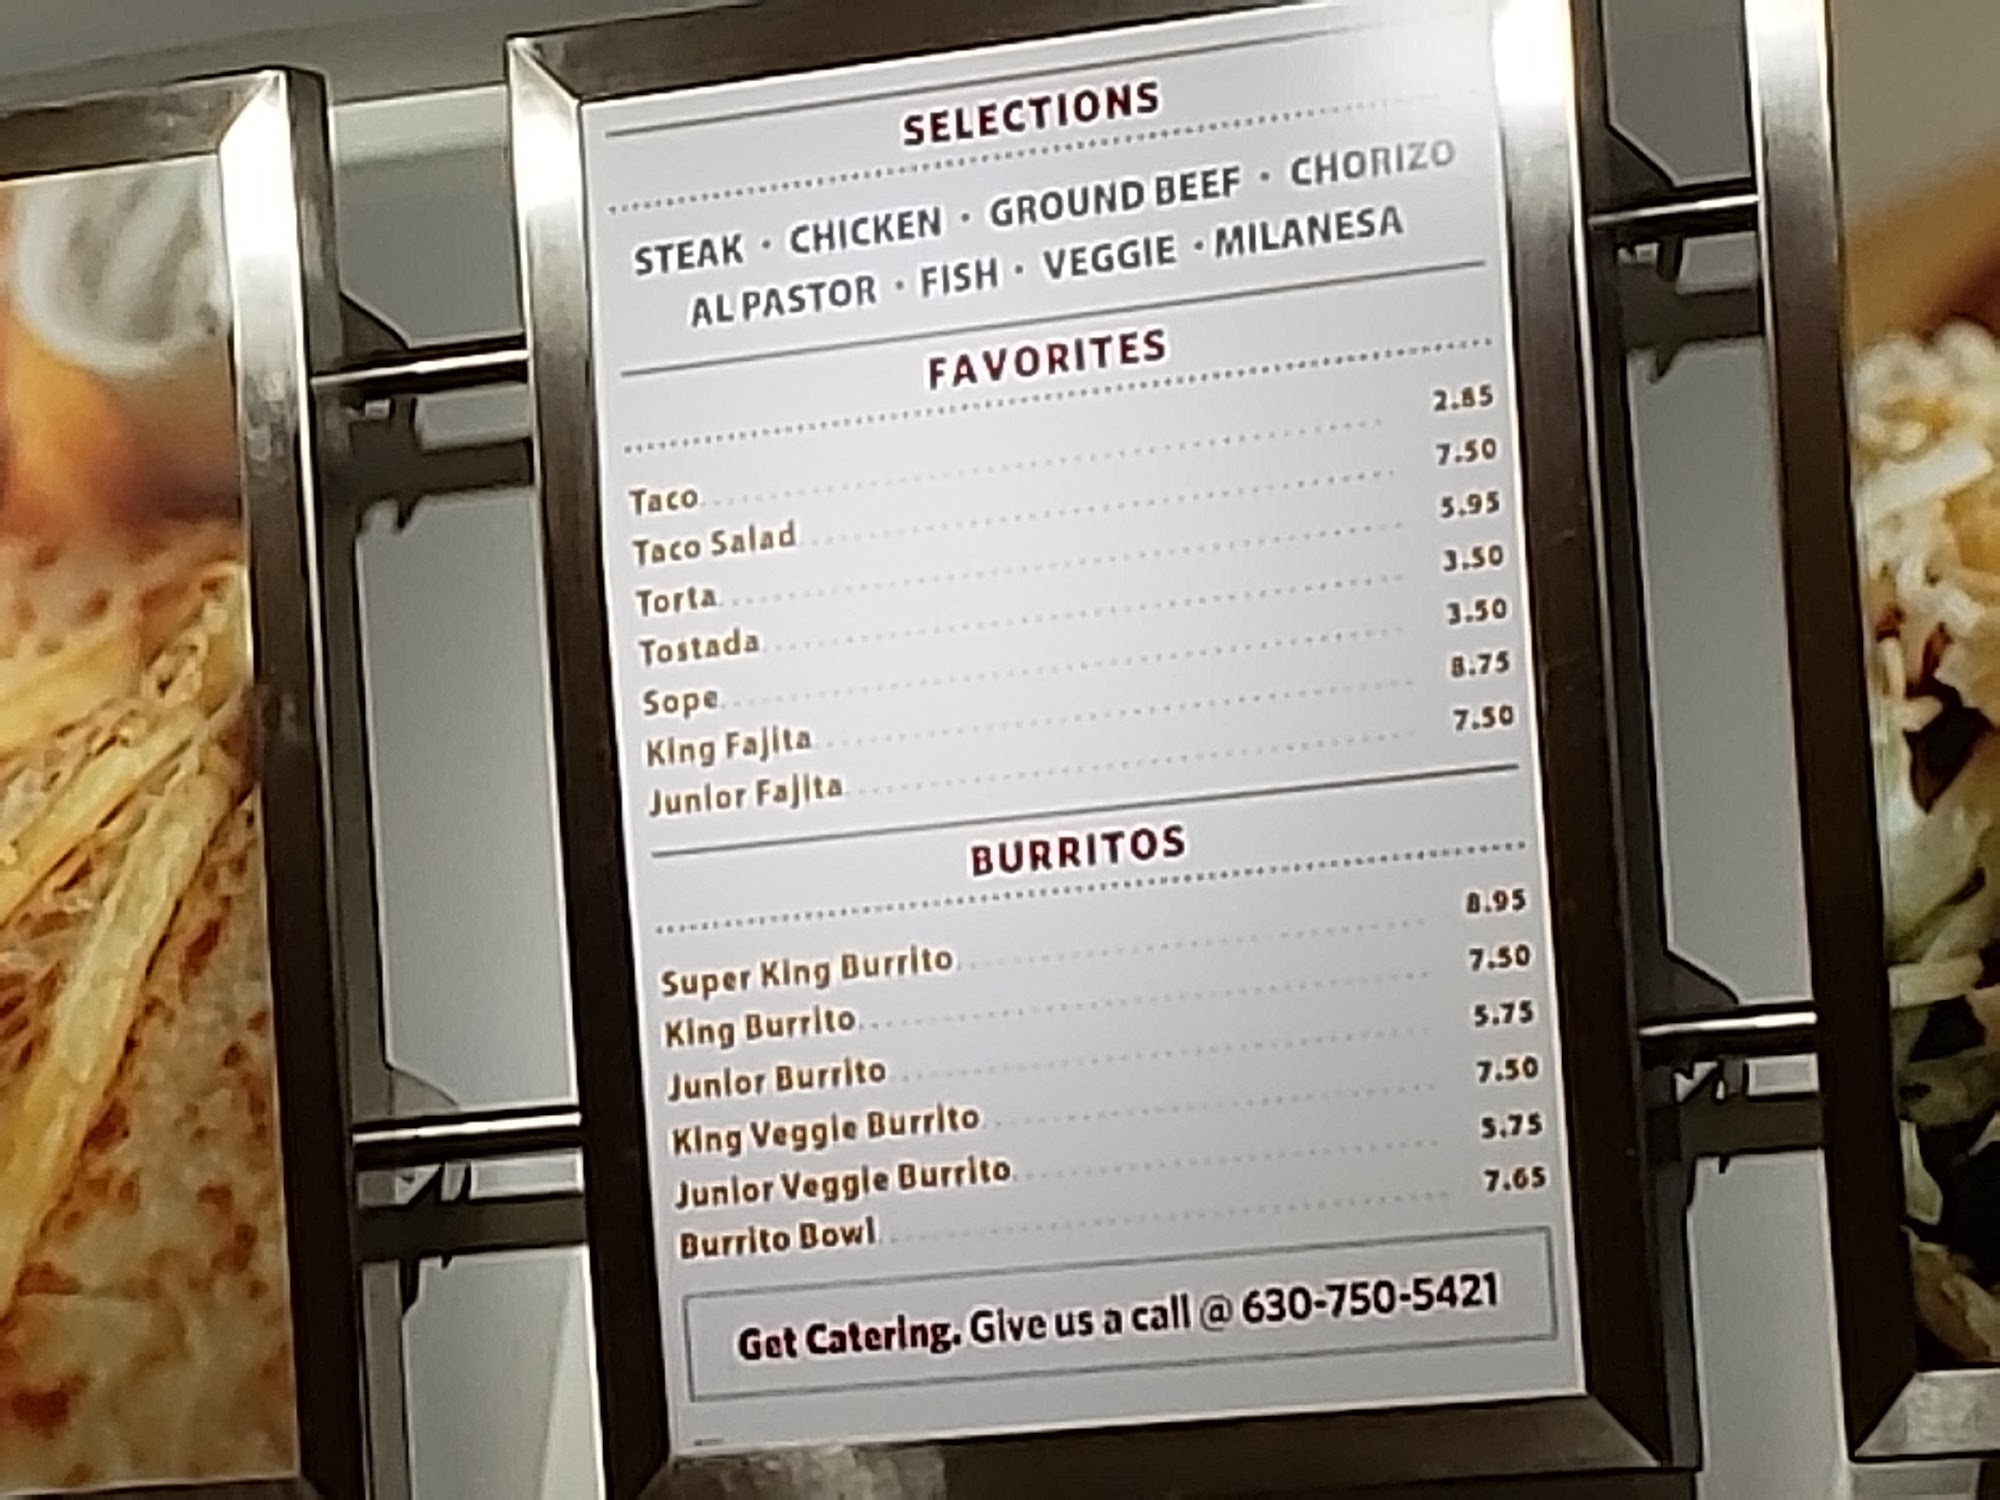 SELECTIONS
STEAK · CHICKEN · GROUND BEEF · CHORIZO
AL PASTOR · FISH · VEGGIE · MILANESA
FAVORITES
Taco 2.85
Taco Salad 7.50
Torta 5.95
Tostada 3.50
Sope 3.50
King Fajita 8.75
Junior Fajita 7.50
BURRITOS
Super King Burrito 8.95
King Burrito 7.50
Junior Burrito 5.75
King Veggie Burrito 7.50
Junior Veggie Burrito 5.75
Burrito Bowl 7.65
Get Catering. Give us a call @ 630-750-5421